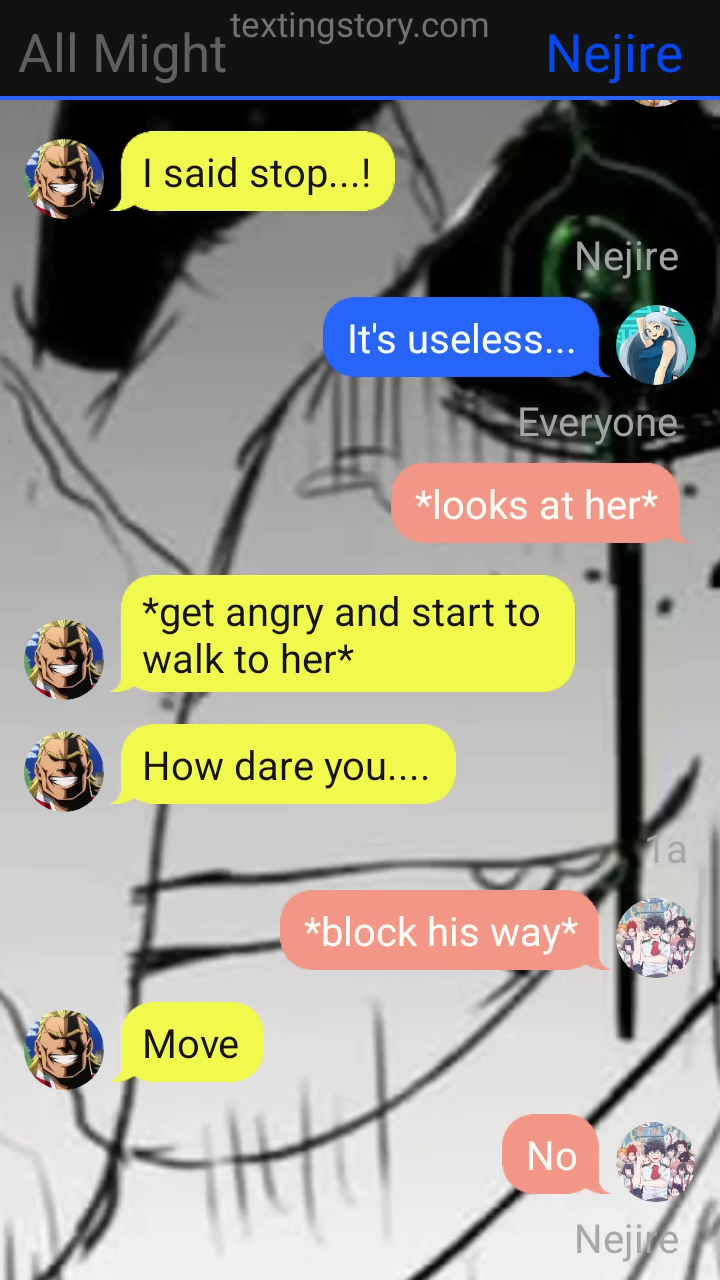 textingstory.com
All Might
Nejire
I said stop...!
Nejire
It's useless...
Everyone
*looks at her*
*get angry and start to
walk to her*
How dare you....
1a
*block his way*
Move
No
Nejire